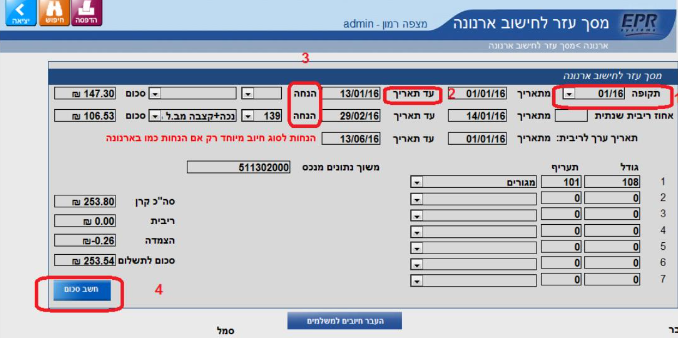 EPR SYSTEMS מסך עזר לחישוב ארנונה מצפה רמון - admin הדפסה חיפוש יציאה
ארנונה >מסך עזר לחישוב ארנונה
3
מסך עזר לחישוב ארנונה
תקופה 01/16 מתאריך 01/01/16 2 עד תאריך 13/01/16 הנחה סכום 147.30 ₪
אחוז ריבית שנתית מתאריך 14/01/16 עד תאריך 29/02/16 הנחה 139 נכה+קצבה מב.ל סכום 106.53 ₪
תאריך ערך לריבית: מתאריך 01/01/16 עד תאריך 13/06/16 הנחות לסוג חיוב מיוחד רק אם הנחות כמו בארנונה
משוך נתונים מנכס 511302000
גודל תעריף
1 108 101 מגורים
2 0 0
3 0 0
4 0 0
5 0 0
6 0 0
7 0 0
סה"כ קרן 253.80 ₪
ריבית 0.00 ₪
הצמדה -0.26 ₪
סכום לתשלום 253.54 ₪
חשב סכום 4
העבר חיובים למשלמים
סמל